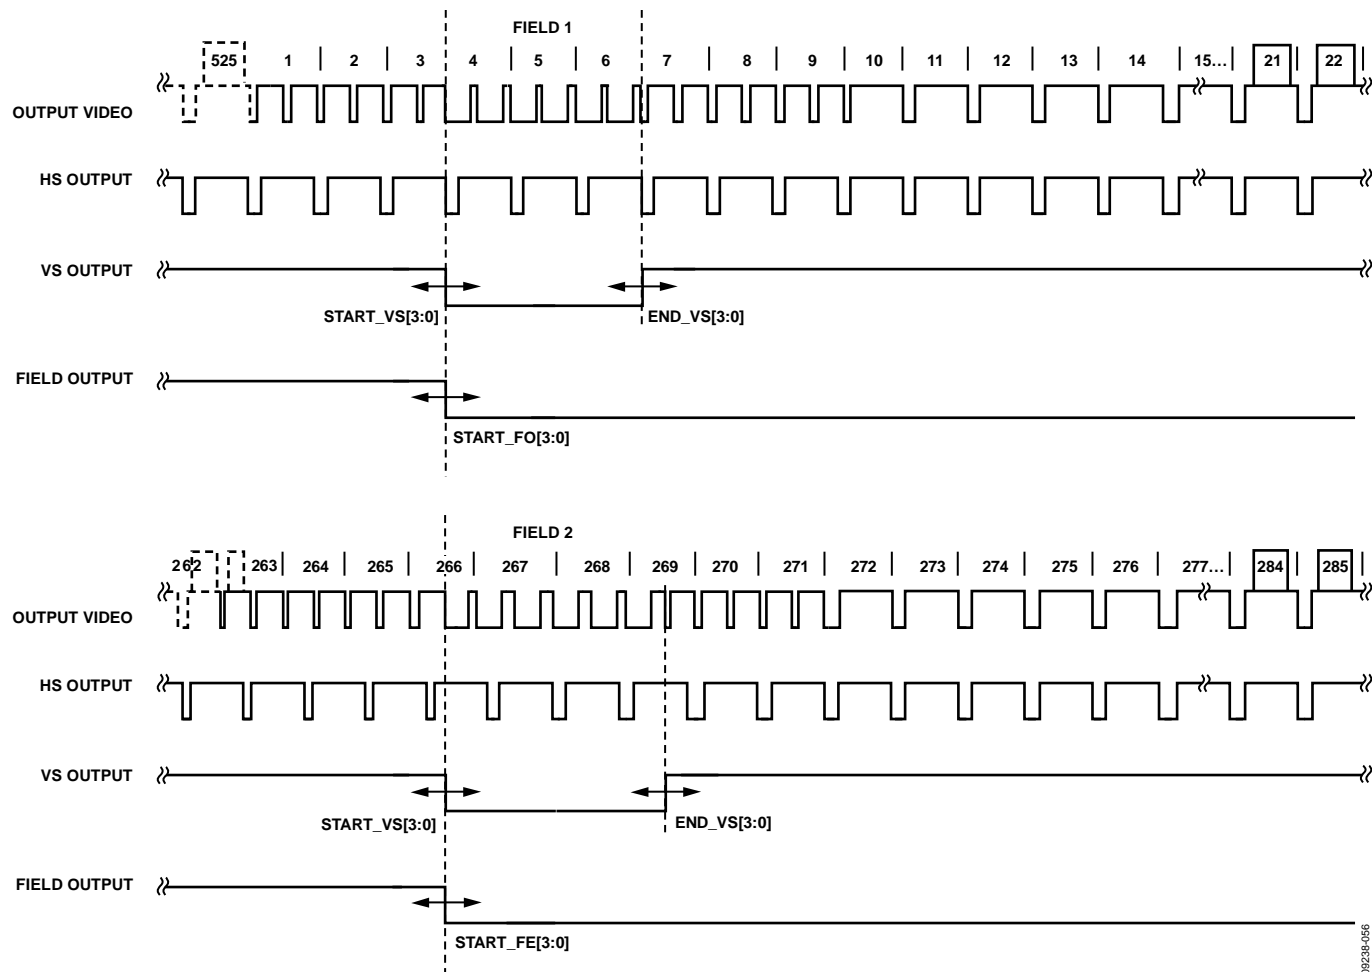 FIELD 1
525 1 2 3 4 5 6 7 8 9 10 11 12 13 14 15... 21 22
OUTPUT VIDEO
HS OUTPUT
VS OUTPUT
START_VS[3:0] END_VS[3:0]
FIELD OUTPUT
START_FO[3:0]
FIELD 2
262 263 264 265 266 267 268 269 270 271 272 273 274 275 276 277... 284 285
OUTPUT VIDEO
HS OUTPUT
VS OUTPUT
START_VS[3:0] END_VS[3:0]
FIELD OUTPUT
START_FE[3:0]
09238-056